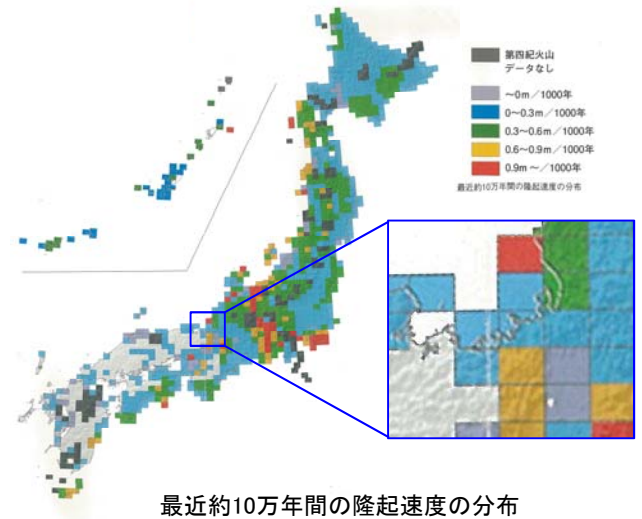 第四紀火山
データなし
～0m／1000年
0～0.3m／1000年
0.3～0.6m／1000年
0.6～0.9m／1000年
0.9m～／1000年
最近約10万年間の隆起速度の分布
最近約10万年間の隆起速度の分布